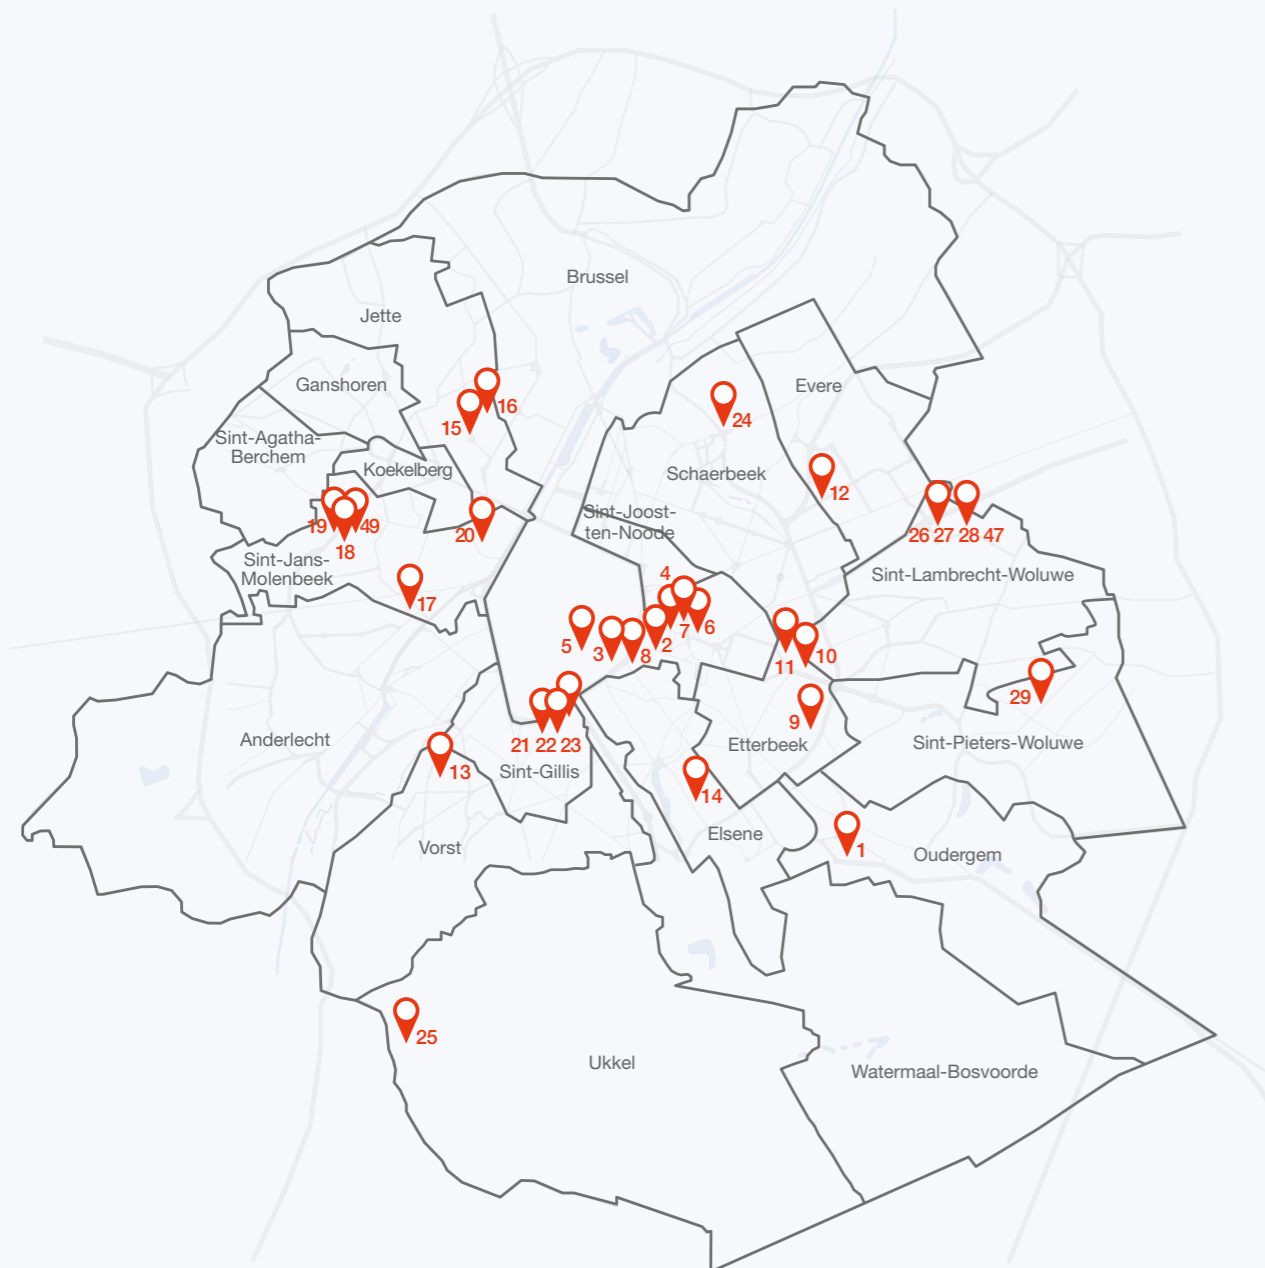 Brussel
Jette
Ganshoren
Evere
16
15
24
Sint-Agatha-
Berchem
Koekelberg
Schaerbeek
12
Sint-Joost-
ten-Noode
19
49
18
20
26 27
28 47
Sint-Jans-
Molenbeek
Sint-Lambrecht-Woluwe
17
4
5
3
8
2
7
6
11
10
29
9
Anderlecht
21 22 23
Etterbeek
Sint-Pieters-Woluwe
13
Sint-Gillis
14
Elsene
Vorst
1
Oudergem
25
Ukkel
Watermaal-Bosvoorde